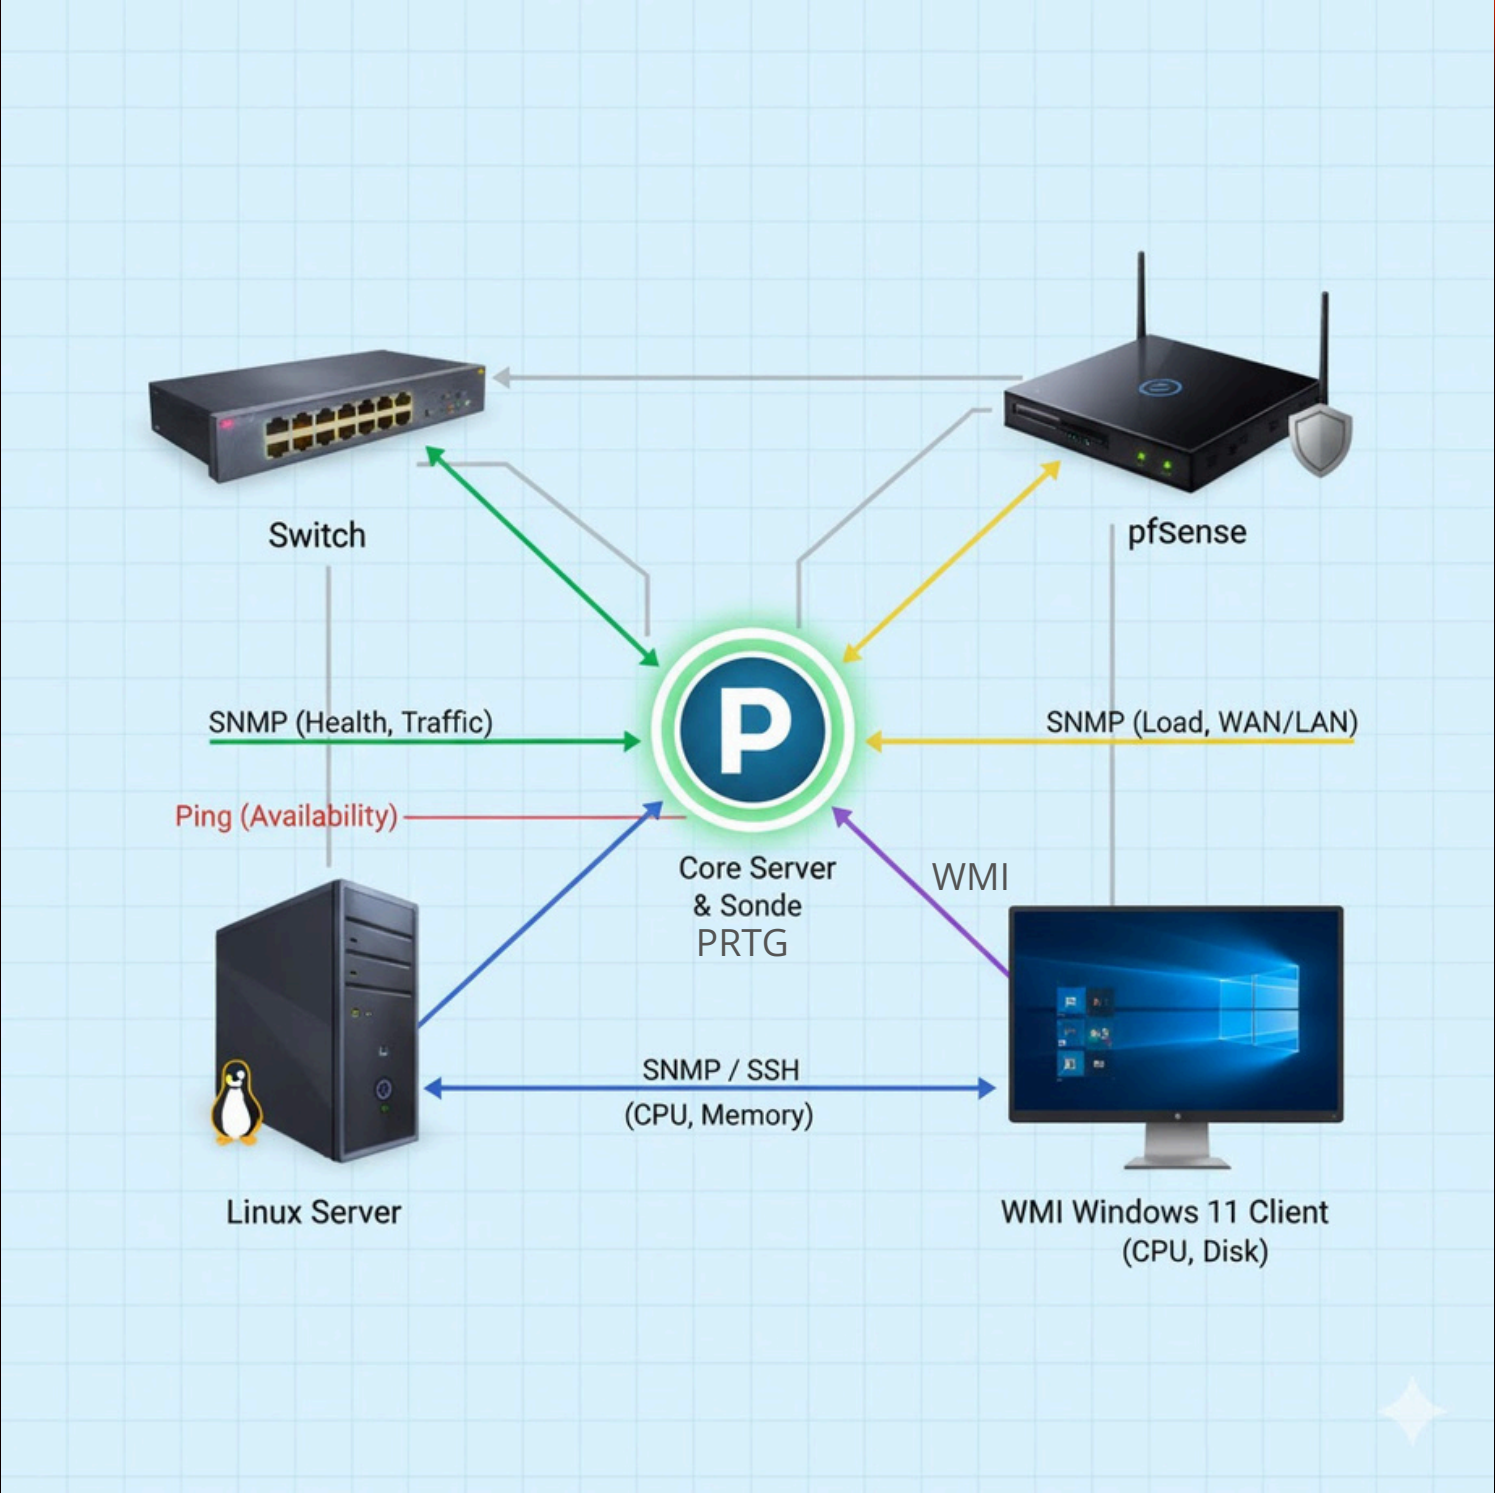 Switch
pfSense
SNMP (Health, Traffic)
SNMP (Load, WAN/LAN)
Ping (Availability)
P
Core Server
& Sonde
PRTG
WMI
SNMP / SSH
(CPU, Memory)
Linux Server
WMI Windows 11 Client
(CPU, Disk)